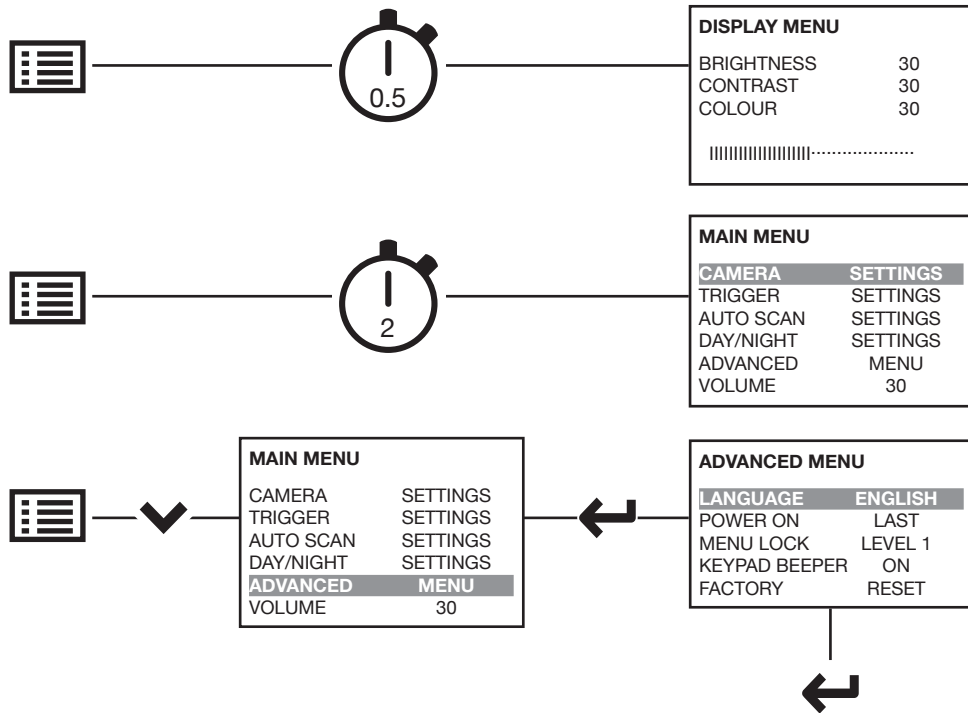 0.5
DISPLAY MENU
BRIGHTNESS 30
CONTRAST 30
COLOUR 30
2
MAIN MENU
CAMERA SETTINGS
TRIGGER SETTINGS
AUTO SCAN SETTINGS
DAY/NIGHT SETTINGS
ADVANCED MENU
VOLUME 30
MAIN MENU
CAMERA SETTINGS
TRIGGER SETTINGS
AUTO SCAN SETTINGS
DAY/NIGHT SETTINGS
ADVANCED MENU
VOLUME 30
ADVANCED MENU
LANGUAGE ENGLISH
POWER ON LAST
MENU LOCK LEVEL 1
KEYPAD BEEPER ON
FACTORY RESET